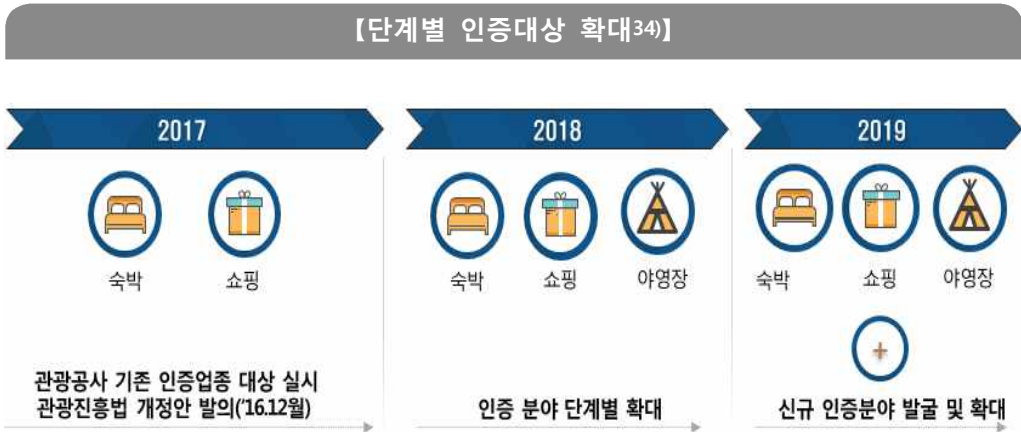 【단계별 인증대상 확대34)】
2017
숙박
쇼핑
관광공사 기존 인증업종 대상 실시
관광진흥법 개정안 발의('16.12월)
2018
숙박
쇼핑
야영장
인증 분야 단계별 확대
2019
숙박
쇼핑
야영장
+
신규 인증분야 발굴 및 확대